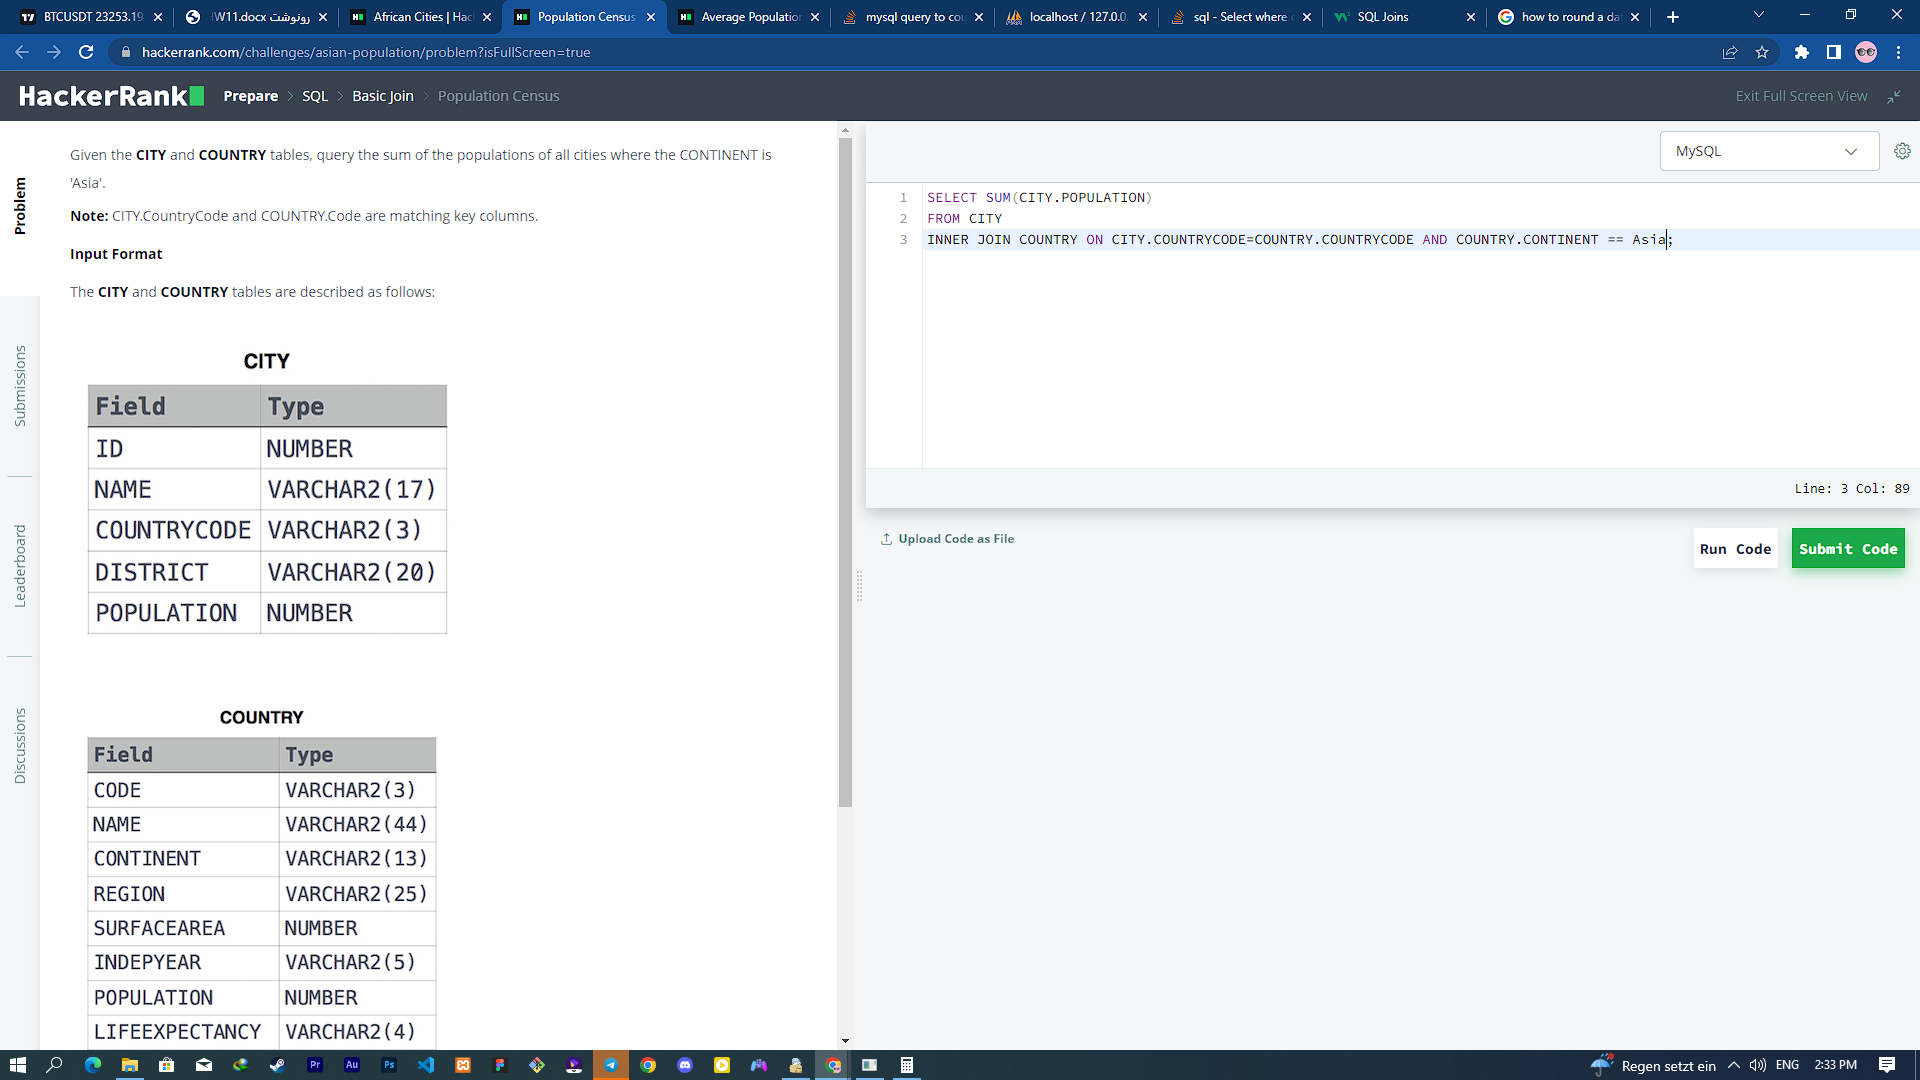 BTCUSDT 23253.19
رونوشت W11.docx
African Cities | Hac
Population Census
Average Population
mysql query to cou
localhost / 127.0.0.
sql - Select where
SQL Joins
how to round a da
hackerrank.com/challenges/asian-population/problem?isFullScreen=true
HackerRank
Prepare > SQL > Basic Join > Population Census
Exit Full Screen View
Problem
Submissions
Leaderboard
Discussions
Given the CITY and COUNTRY tables, query the sum of the populations of all cities where the CONTINENT is
'Asia'.
Note: CITY.CountryCode and COUNTRY.Code are matching key columns.
Input Format
The CITY and COUNTRY tables are described as follows:
CITY
Field Type
ID NUMBER
NAME VARCHAR2(17)
COUNTRYCODE VARCHAR2(3)
DISTRICT VARCHAR2(20)
POPULATION NUMBER
COUNTRY
Field Type
CODE VARCHAR2(3)
NAME VARCHAR2(44)
CONTINENT VARCHAR2(13)
REGION VARCHAR2(25)
SURFACEAREA NUMBER
INDEPYEAR VARCHAR2(5)
POPULATION NUMBER
LIFEEXPECTANCY VARCHAR2(4)
MySQL
1 SELECT SUM(CITY.POPULATION)
2 FROM CITY
3 INNER JOIN COUNTRY ON CITY.COUNTRYCODE=COUNTRY.COUNTRYCODE AND COUNTRY.CONTINENT == Asia;
Line: 3 Col: 89
Upload Code as File
Run Code
Submit Code
Regen setzt ein
ENG
2:33 PM